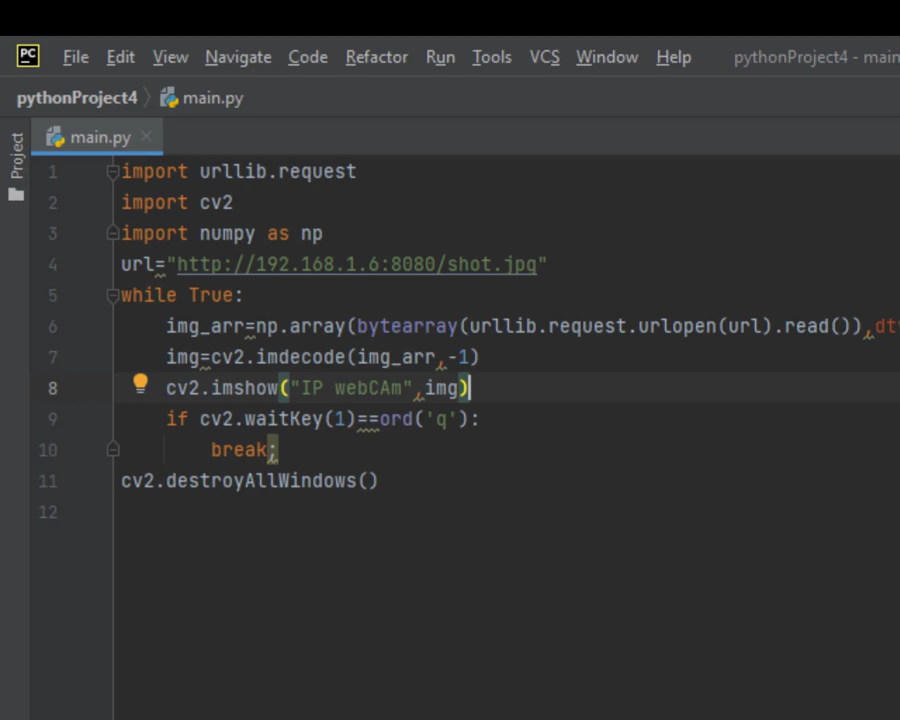 PC File Edit View Navigate Code Refactor Run Tools VCS Window Help pythonProject4 - main
pythonProject4 main.py
Project
main.py
1 import urllib.request
2 import cv2
3 import numpy as np
4 url="http://192.168.1.6:8080/shot.jpg"
5 while True:
6 img_arr=np.array(bytearray(urllib.request.urlopen(url).read()),dt
7 img=cv2.imdecode(img_arr,-1)
8 cv2.imshow("IP webCAm",img)
9 if cv2.waitKey(1)==ord('q'):
10 break;
11 cv2.destroyAllWindows()
12